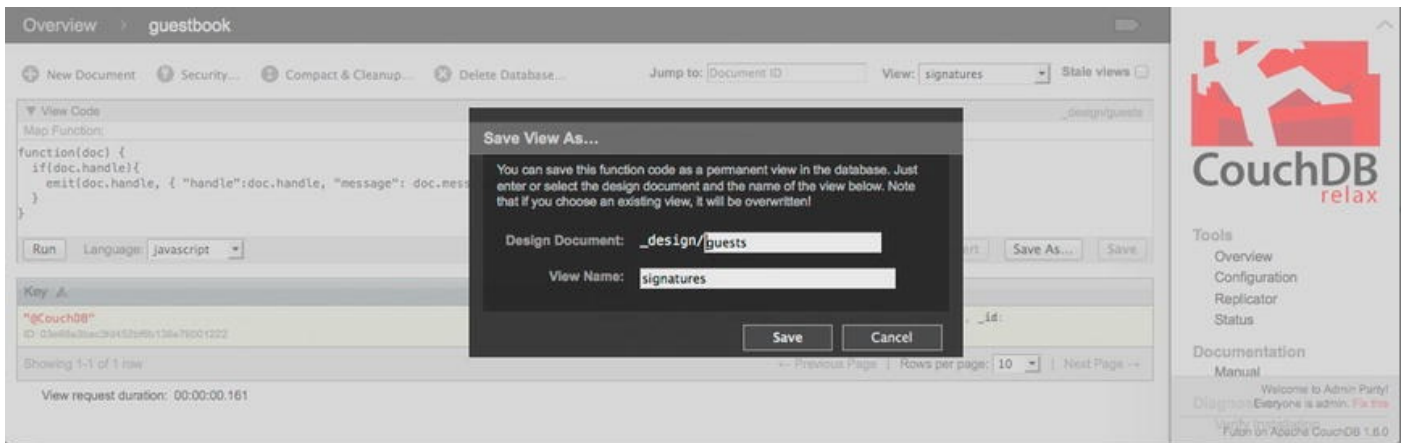 Overview guestbook
New Document Security... Compact & Cleanup... Delete Database... Jump to: Document ID View: signatures Stale views
View Code _design/guests
Map Function:
function(doc) {
if(doc.handle){
emit(doc.handle, { "handle":doc.handle, "message": doc.mess
}
}
Run Language: javascript Save As... Save
Key
"@CouchDB" _id:
Showing 1-1 of 1 row ← Previous Page | Rows per page: 10 | Next Page →
View request duration: 00:00:00.161
Save View As...
You can save this function code as a permanent view in the database. Just
enter or select the design document and the name of the view below. Note
that if you choose an existing view, it will be overwritten!
Design Document: _design/guests
View Name: signatures
Save Cancel
CouchDB
relax
Tools
Overview
Configuration
Replicator
Status
Documentation
Manual
Welcome to Admin Party!
Everyone is admin. Fix this
Futon on Apache CouchDB 1.6.0